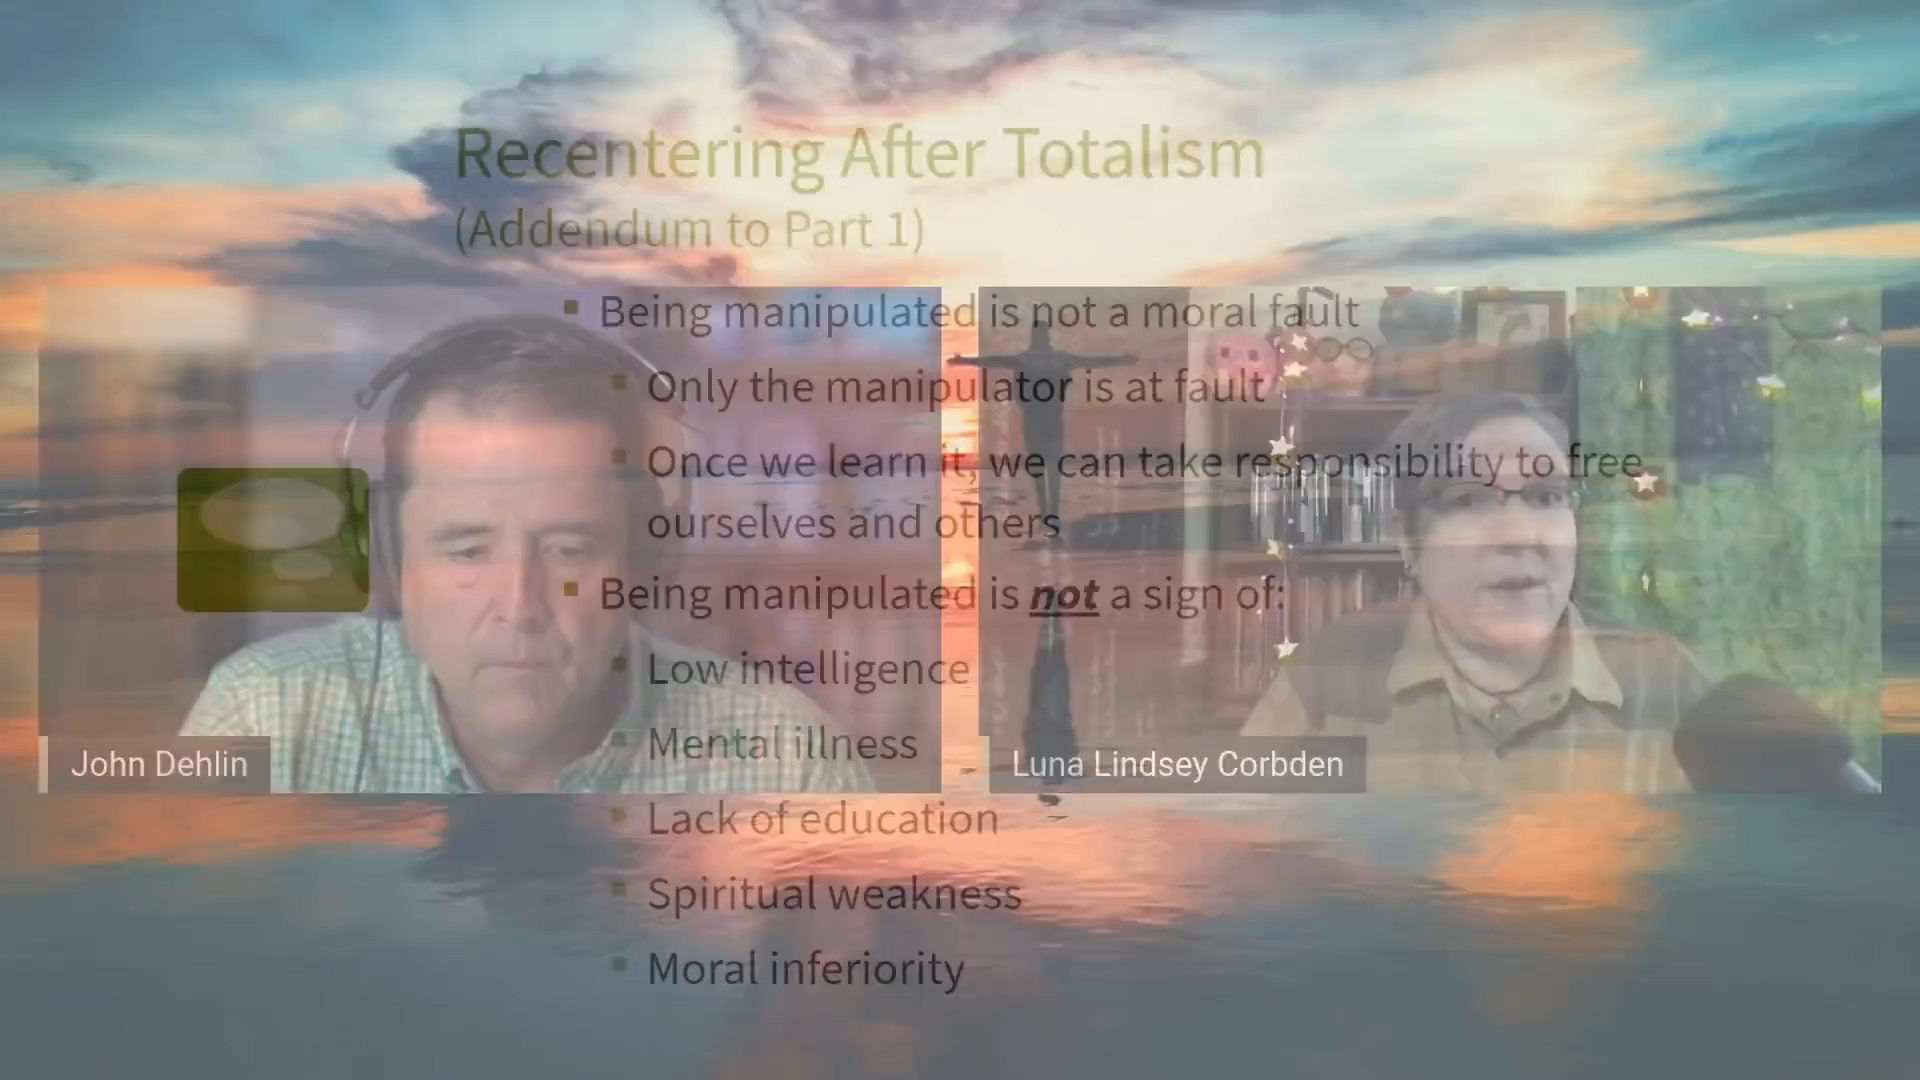 Recentering After Totalism
(Addendum to Part 1)
Being manipulated is not a moral fault
Only the manipulator is at fault
Once we learn it, we can take responsibility to free
ourselves and others
Being manipulated is not a sign of:
Low intelligence
Mental illness
John Dehlin
Luna Lindsey Corbden
Lack of education
Spiritual weakness
Moral inferiority